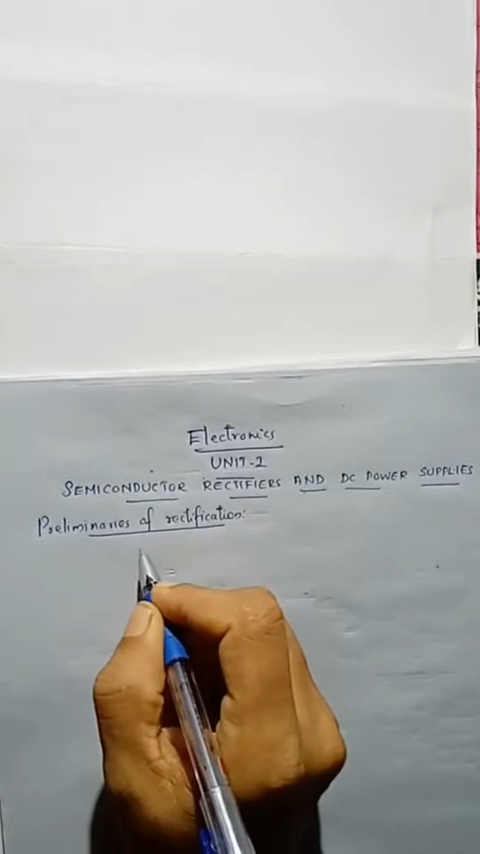 Electronics
UNIT-2
SEMICONDUCTOR RECTIFIERS AND DC POWER SUPPLIES
Preliminaries of rectification: